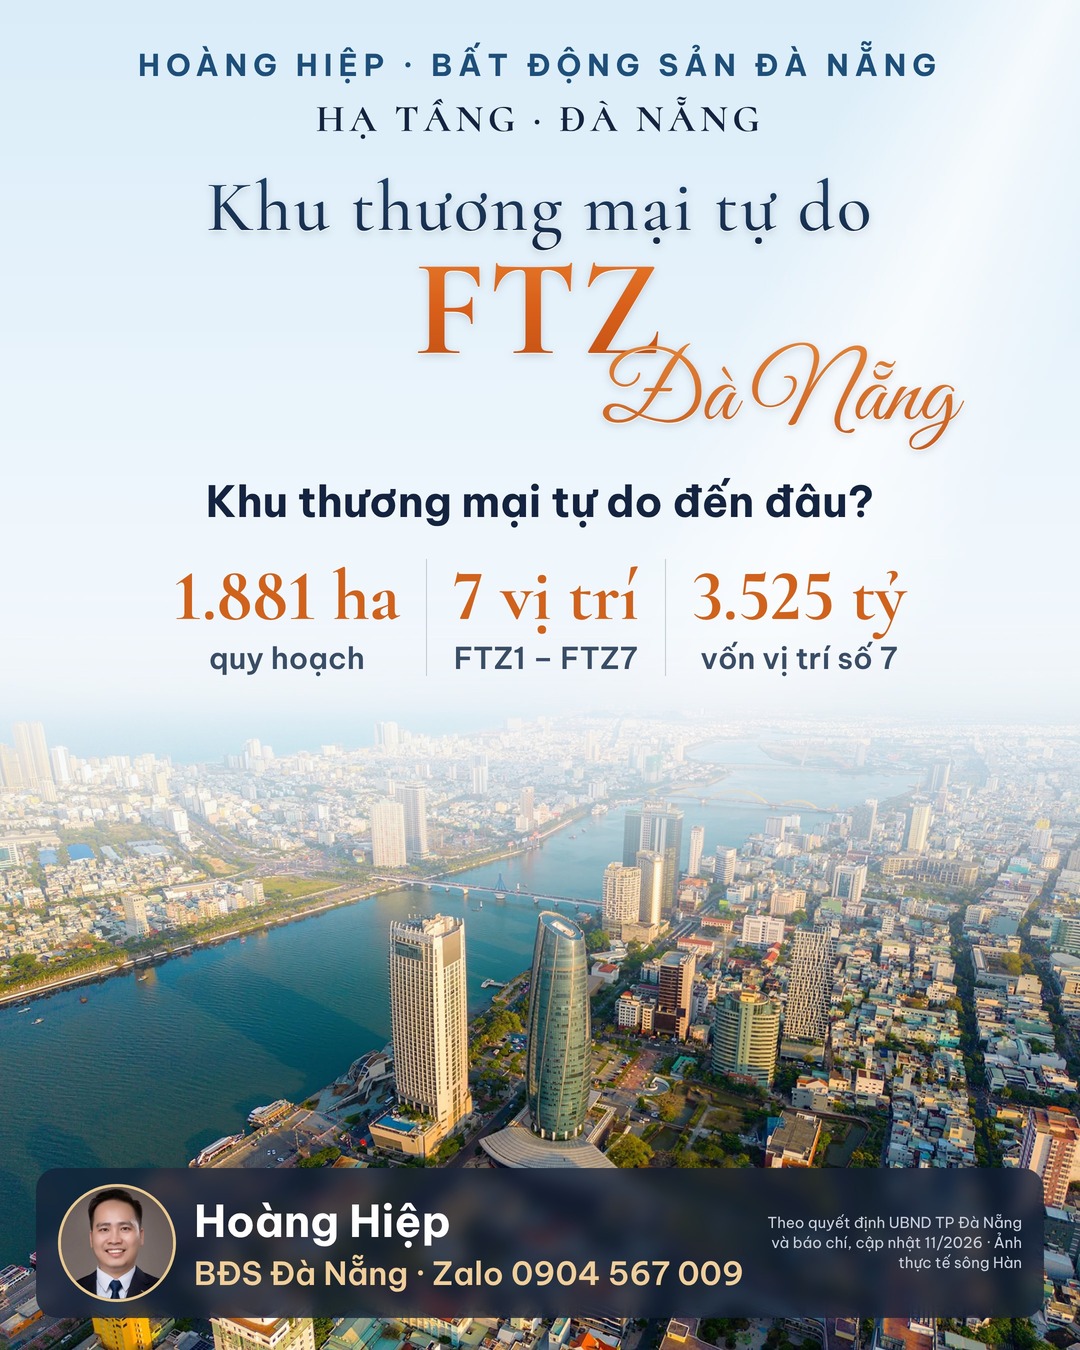 HOÀNG HIỆP · BẤT ĐỘNG SẢN ĐÀ NẴNG
HẠ TẦNG · ĐÀ NẴNG
Khu thương mại tự do
FTZ
Đà Nẵng
Khu thương mại tự do đến đâu?
1.881 ha
quy hoạch
7 vị trí
FTZ1 – FTZ7
3.525 tỷ
vốn vị trí số 7
Hoàng Hiệp
BĐS Đà Nẵng · Zalo 0904 567 009
Theo quyết định UBND TP Đà Nẵng
và báo chí, cập nhật 11/2026 · Ảnh
thực tế sông Hàn